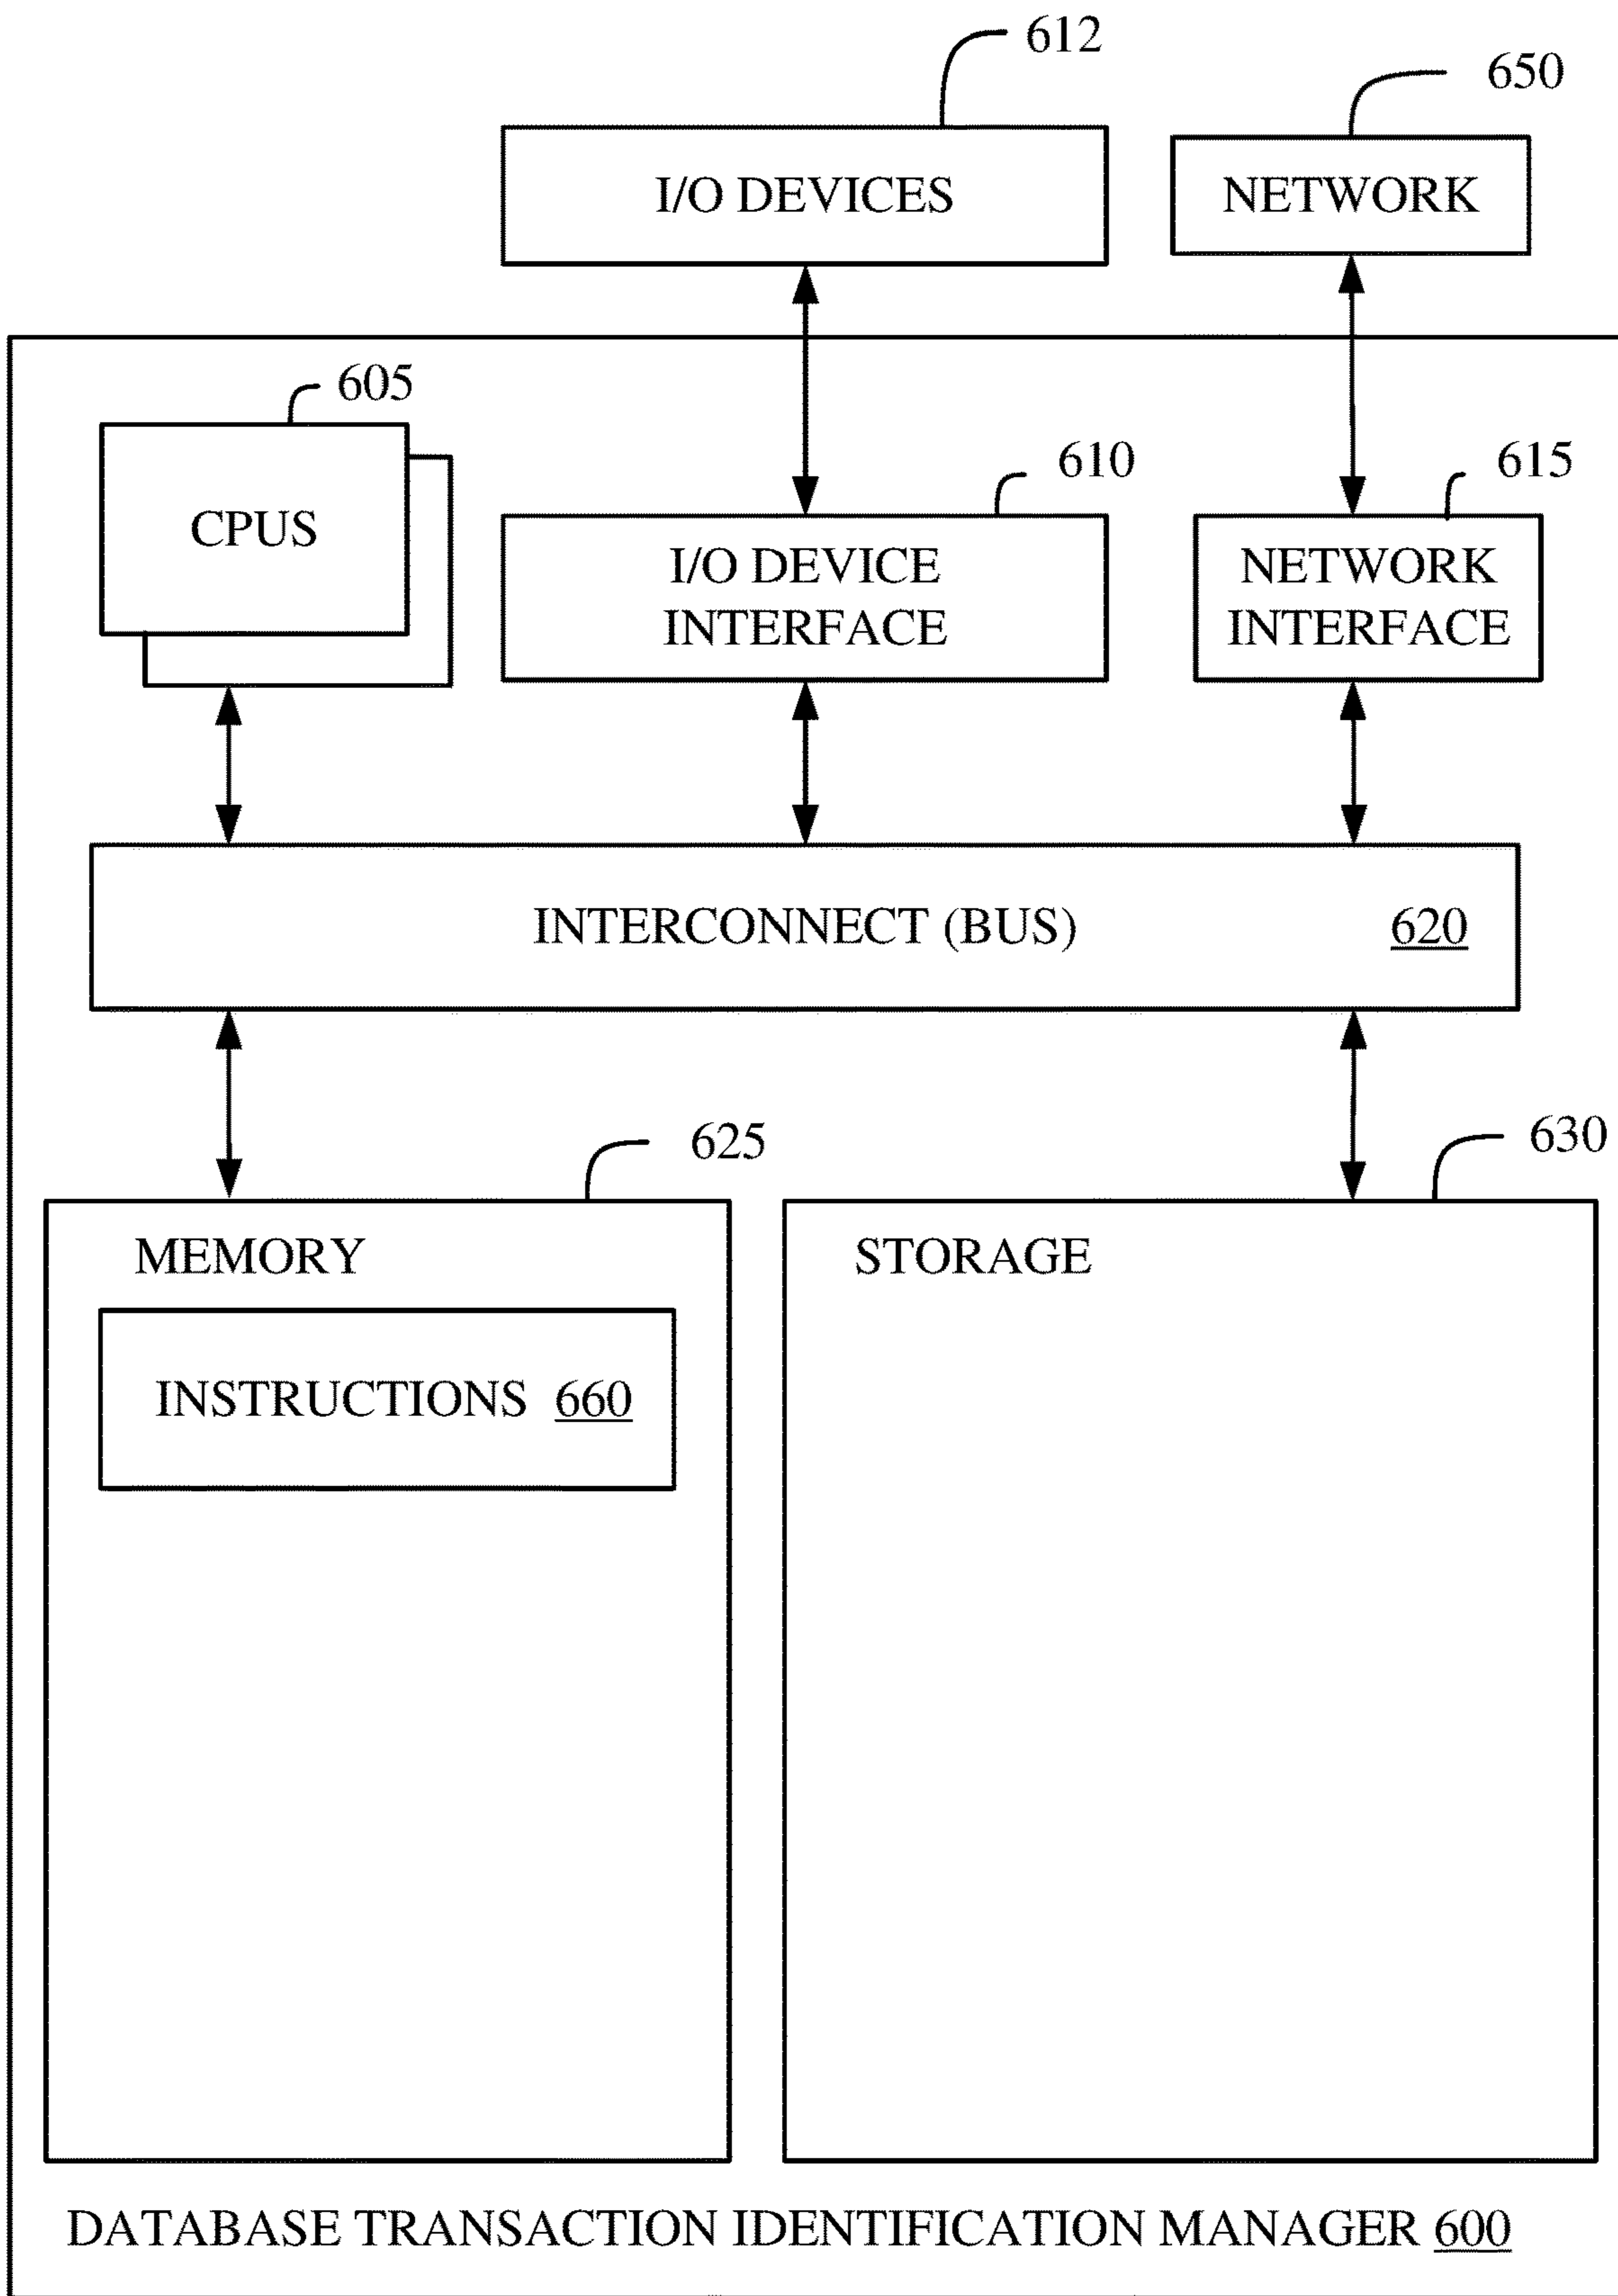 612
650
I/O DEVICES
NETWORK
605
610
615
CPUS
I/O DEVICE
INTERFACE
NETWORK
INTERFACE
INTERCONNECT (BUS) 620
625
630
MEMORY
STORAGE
INSTRUCTIONS 660
DATABASE TRANSACTION IDENTIFICATION MANAGER 600